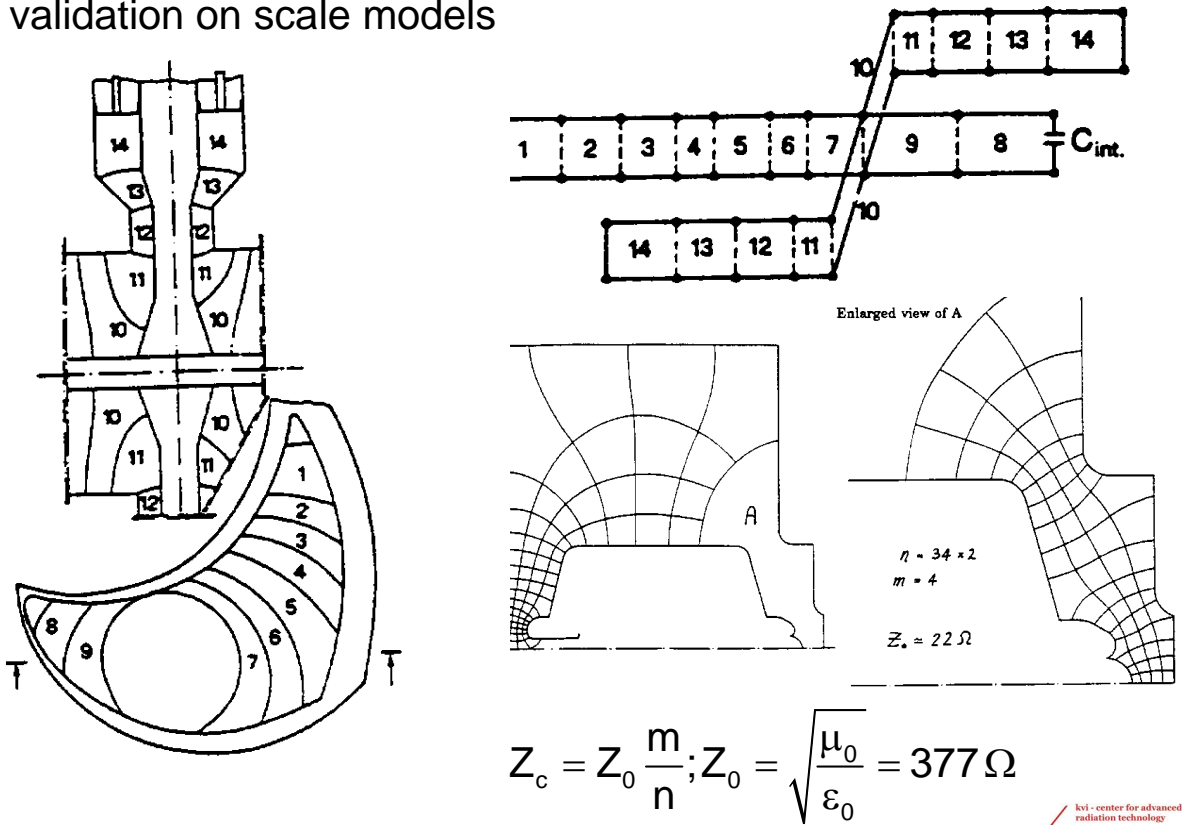 validation on scale models
11 12 13 14
10
1 2 3 4 5 6 7 9 8 C int.
10
14 13 12 11
14 14
13 13
12 12
11 11
10 10
10 10
11 11
12
1
2
3
4
5
6
7
8
9
Enlarged view of A
A
n = 34 × 2
m = 4
Z. ≃ 22 Ω
Z_c = Z_0 m/n; Z_0 = √(μ_0/ε_0) = 377 Ω
kvi - center for advanced
radiation technology